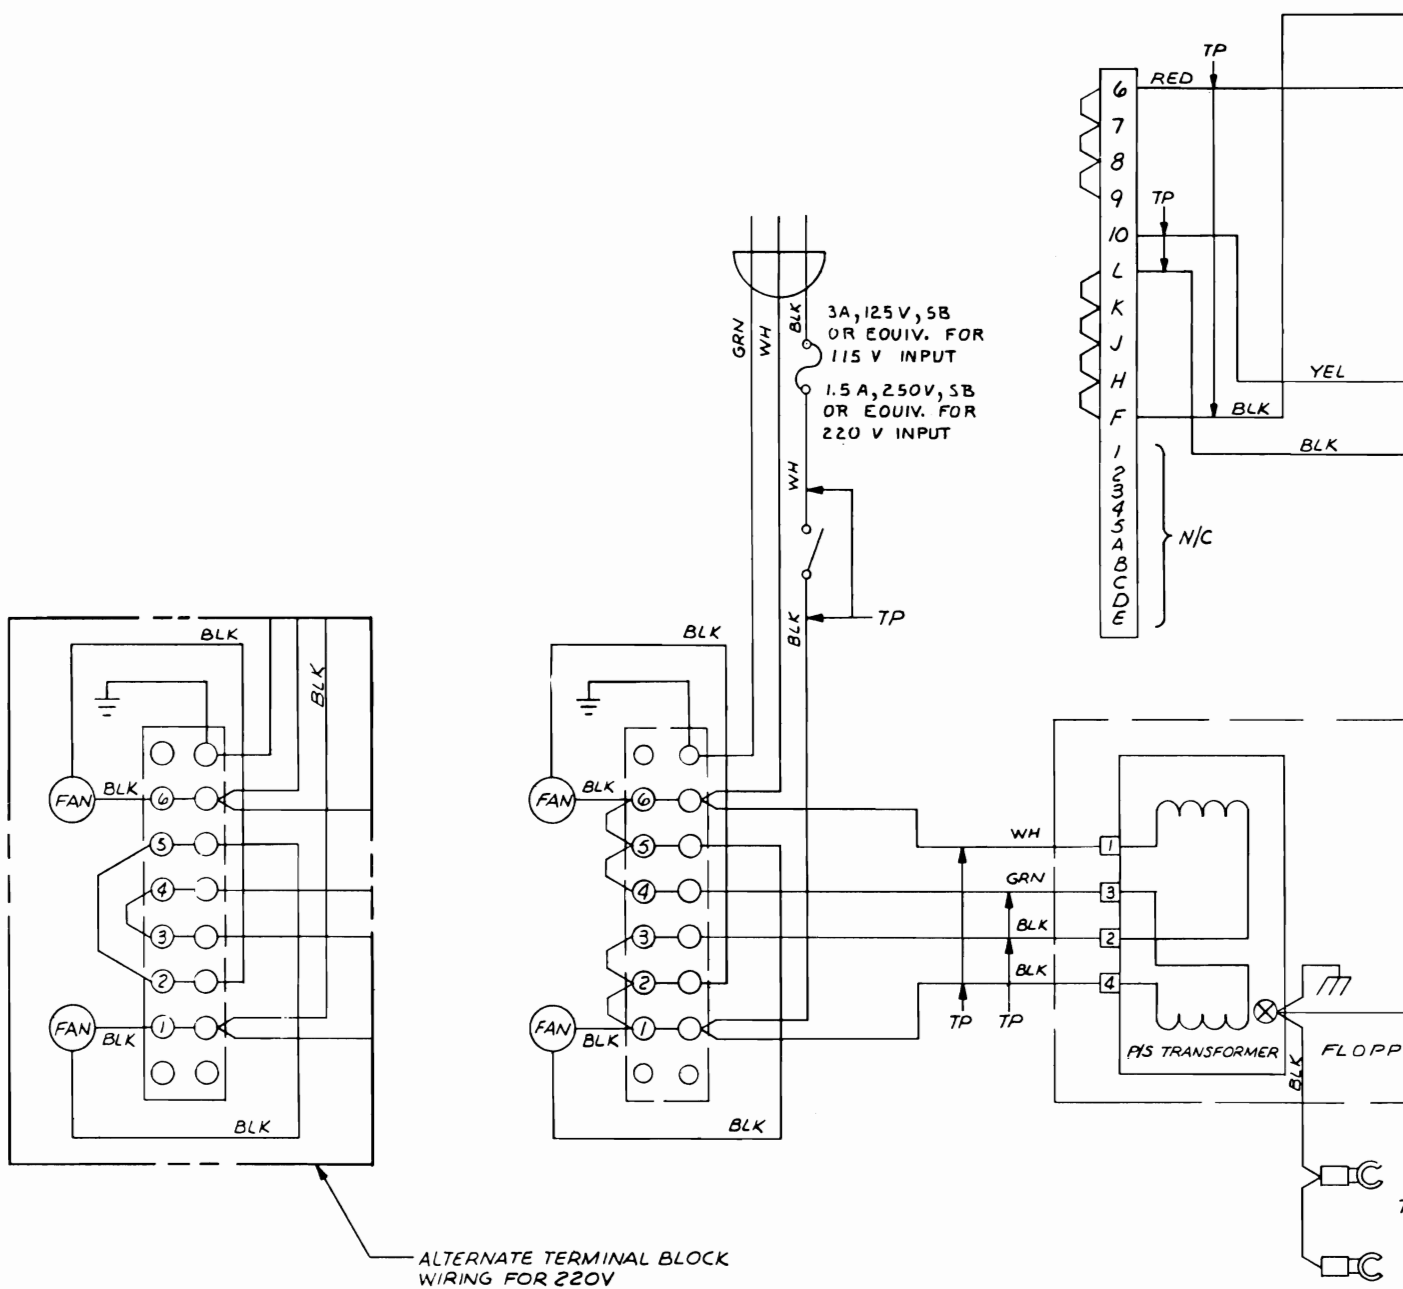 TP
RED
6
7
8
9
TP
10
L
K
J
H
F
BLK
YEL
BLK
1
2
3
4
5
A
B
C
D
E
N/C
GRN
WH
BLK
3A, 125V, SB
OR EQUIV. FOR
115 V INPUT
1.5A, 250V, SB
OR EQUIV. FOR
220 V INPUT
WH
BLK
TP
BLK
BLK
FAN
BLK
6
5
4
3
2
1
FAN
BLK
BLK
ALTERNATE TERMINAL BLOCK
WIRING FOR 220V
BLK
FAN
BLK
6
5
4
3
2
1
FAN
BLK
BLK
WH
GRN
BLK
BLK
TP
TP
1
3
2
4
P/S TRANSFORMER
BLK
FLOPP